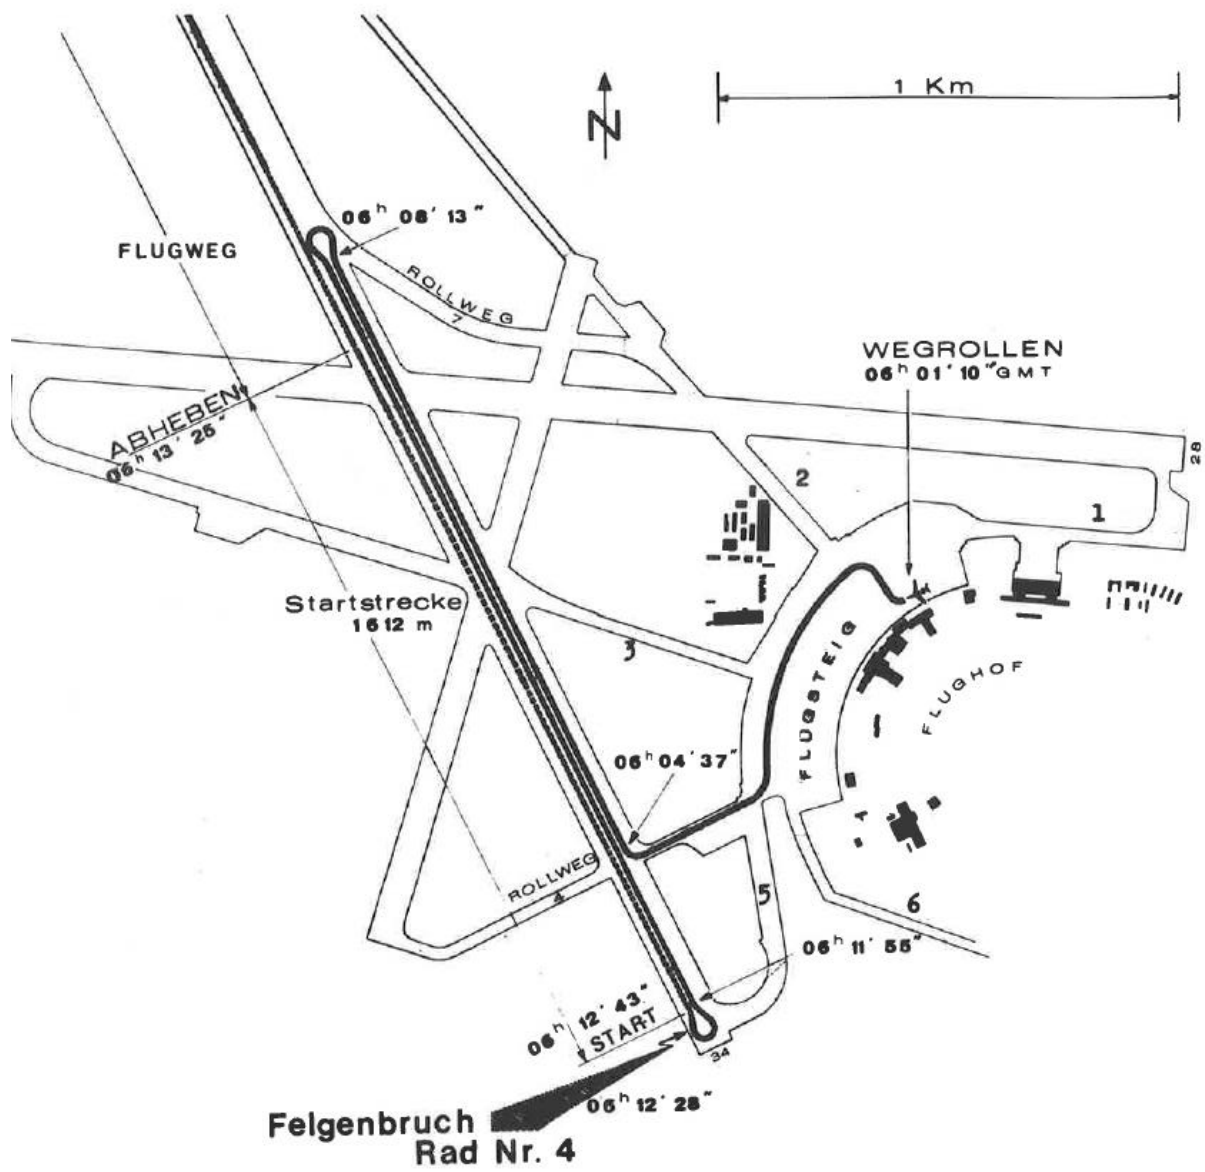 1 Km
N
06ʰ 08' 13"
FLUGWEG
ROLLWEG
7
WEGROLLEN
06ʰ 01' 10" GMT
ABHEBEN
06ʰ 13' 25"
28
2
1
Startstrecke
1612 m
3
FLUGSTEIG
FLUGHOF
06ʰ 04' 37"
ROLLWEG
4
5
6
06ʰ 11' 55"
06ʰ 12' 43"
START
34
06ʰ 12' 28"
Felgenbruch
Rad Nr. 4